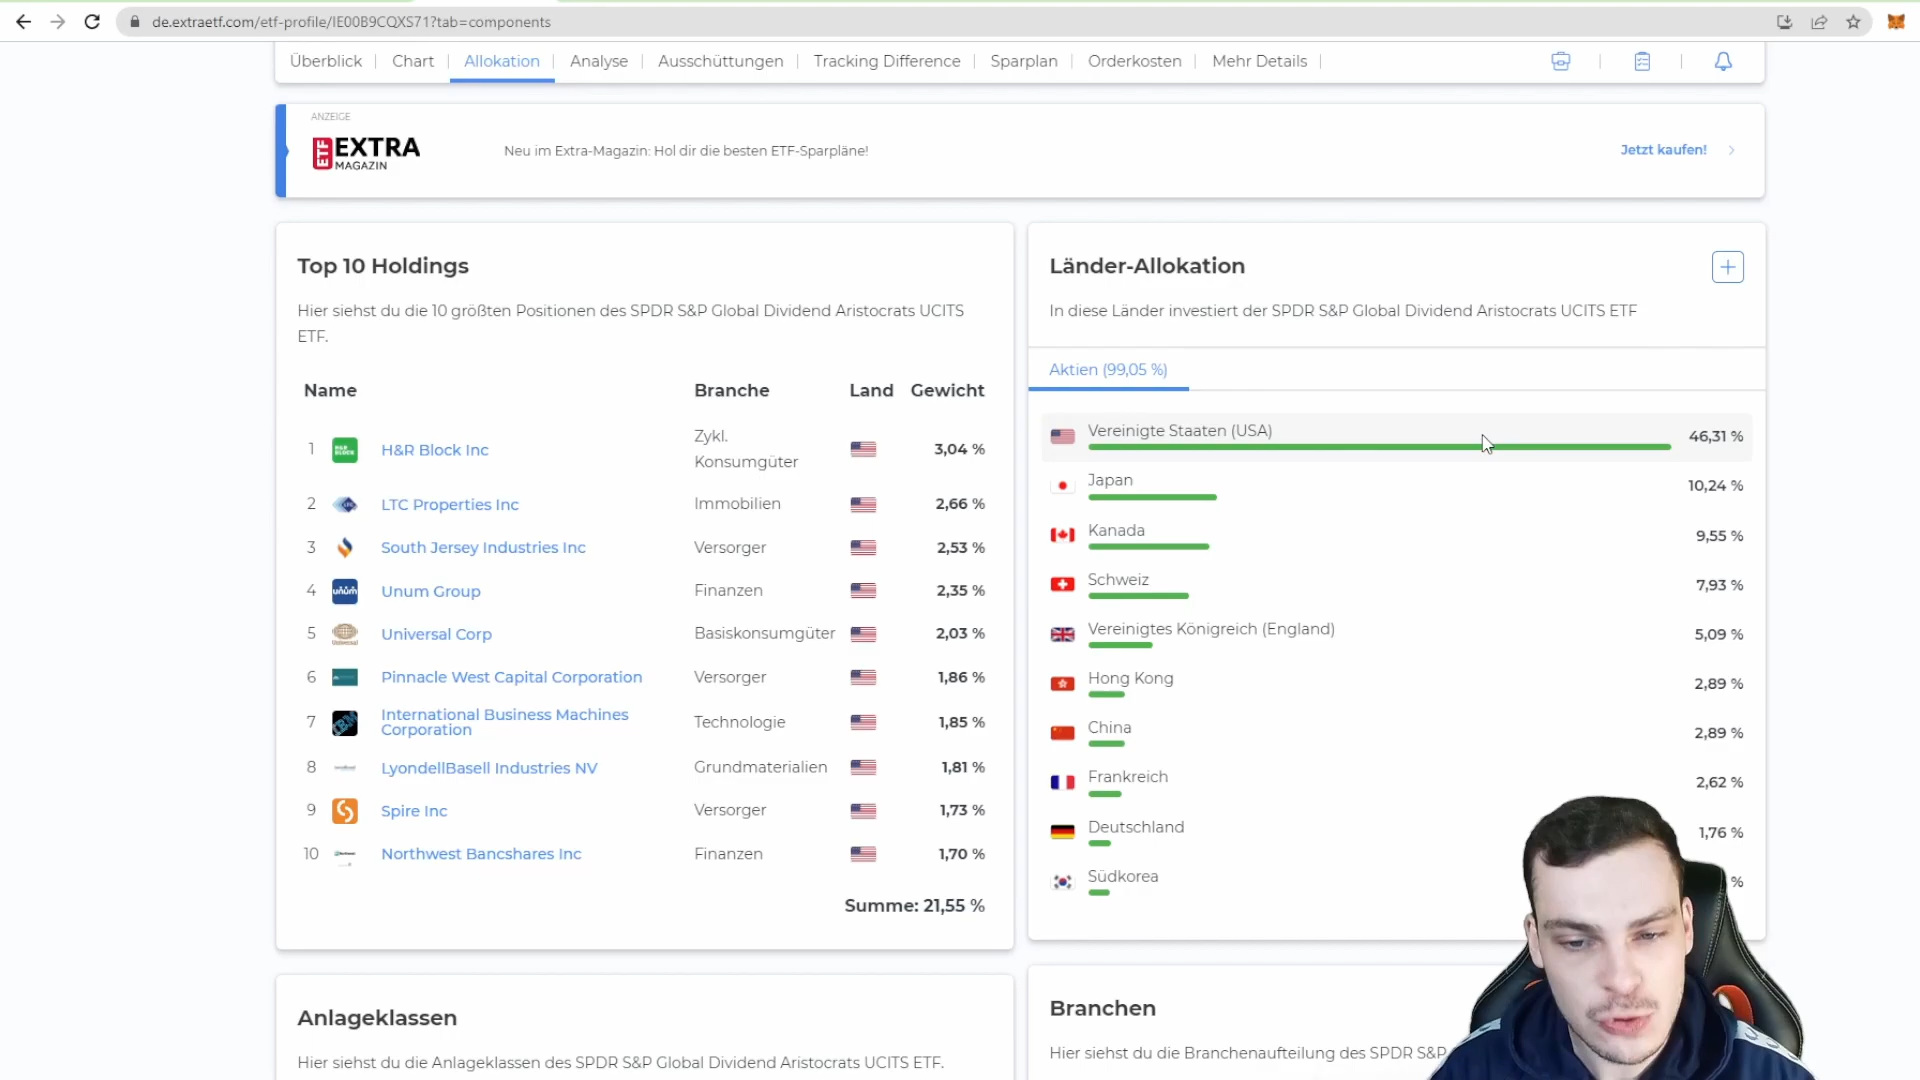 de.extraetf.com/etf-profile/IE00B9CQXS71?tab=components
Überblick | Chart | Allokation | Analyse | Ausschüttungen | Tracking Difference | Sparplan | Orderkosten | Mehr Details |
ANZEIGE
ETF EXTRA
MAGAZIN
Neu im Extra-Magazin: Hol dir die besten ETF-Sparpläne!
Jetzt kaufen!
Top 10 Holdings
Hier siehst du die 10 größten Positionen des SPDR S&P Global Dividend Aristocrats UCITS
ETF.
Name Branche Land Gewicht
1 H&R BLOCK H&R Block Inc Zykl. Konsumgüter 3,04 %
2 LTC Properties Inc Immobilien 2,66 %
3 South Jersey Industries Inc Versorger 2,53 %
4 unum Unum Group Finanzen 2,35 %
5 Universal Corp Basiskonsumgüter 2,03 %
6 Pinnacle West Capital Corporation Versorger 1,86 %
7 IBM International Business Machines Corporation Technologie 1,85 %
8 LyondellBasell Industries NV Grundmaterialien 1,81 %
9 Spire Inc Versorger 1,73 %
10 Northwest Bancshares Inc Finanzen 1,70 %
Summe: 21,55 %
Länder-Allokation
In diese Länder investiert der SPDR S&P Global Dividend Aristocrats UCITS ETF
Aktien (99,05 %)
Vereinigte Staaten (USA) 46,31 %
Japan 10,24 %
Kanada 9,55 %
Schweiz 7,93 %
Vereinigtes Königreich (England) 5,09 %
Hong Kong 2,89 %
China 2,89 %
Frankreich 2,62 %
Deutschland 1,76 %
Südkorea %
Anlageklassen
Hier siehst du die Anlageklassen des SPDR S&P Global Dividend Aristocrats UCITS ETF.
Branchen
Hier siehst du die Branchenaufteilung des SPDR S&P